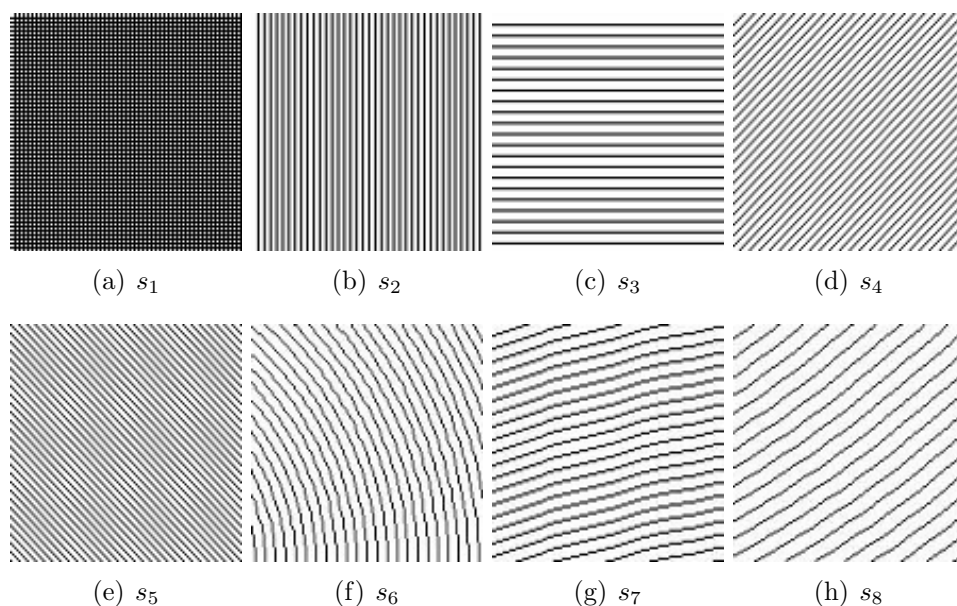 (a) s₁ (b) s₂ (c) s₃ (d) s₄
(e) s₅ (f) s₆ (g) s₇ (h) s₈